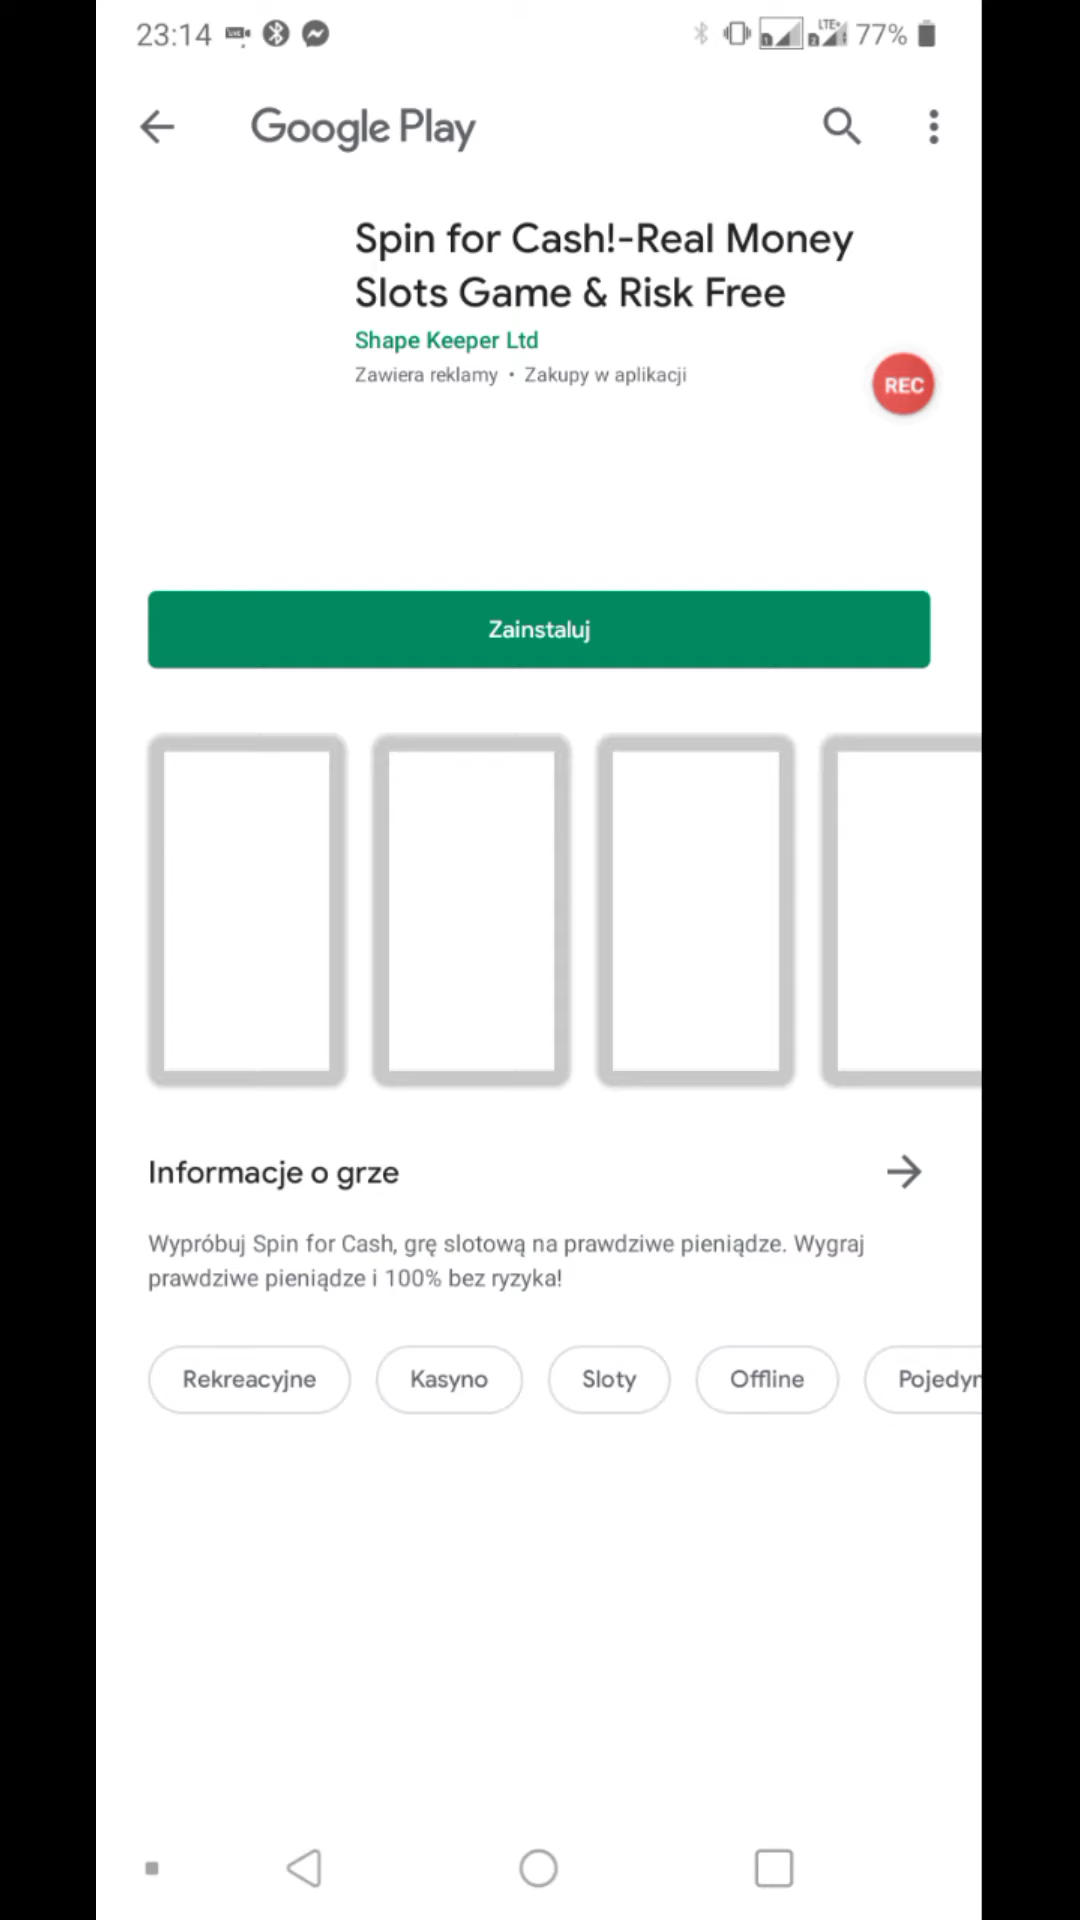 23:14
LTE+
77%
Google Play
Spin for Cash!-Real Money
Slots Game & Risk Free
Shape Keeper Ltd
Zawiera reklamy • Zakupy w aplikacji
REC
Zainstaluj
Informacje o grze
Wypróbuj Spin for Cash, grę slotową na prawdziwe pieniądze. Wygraj
prawdziwe pieniądze i 100% bez ryzyka!
Rekreacyjne Kasyno Sloty Offline